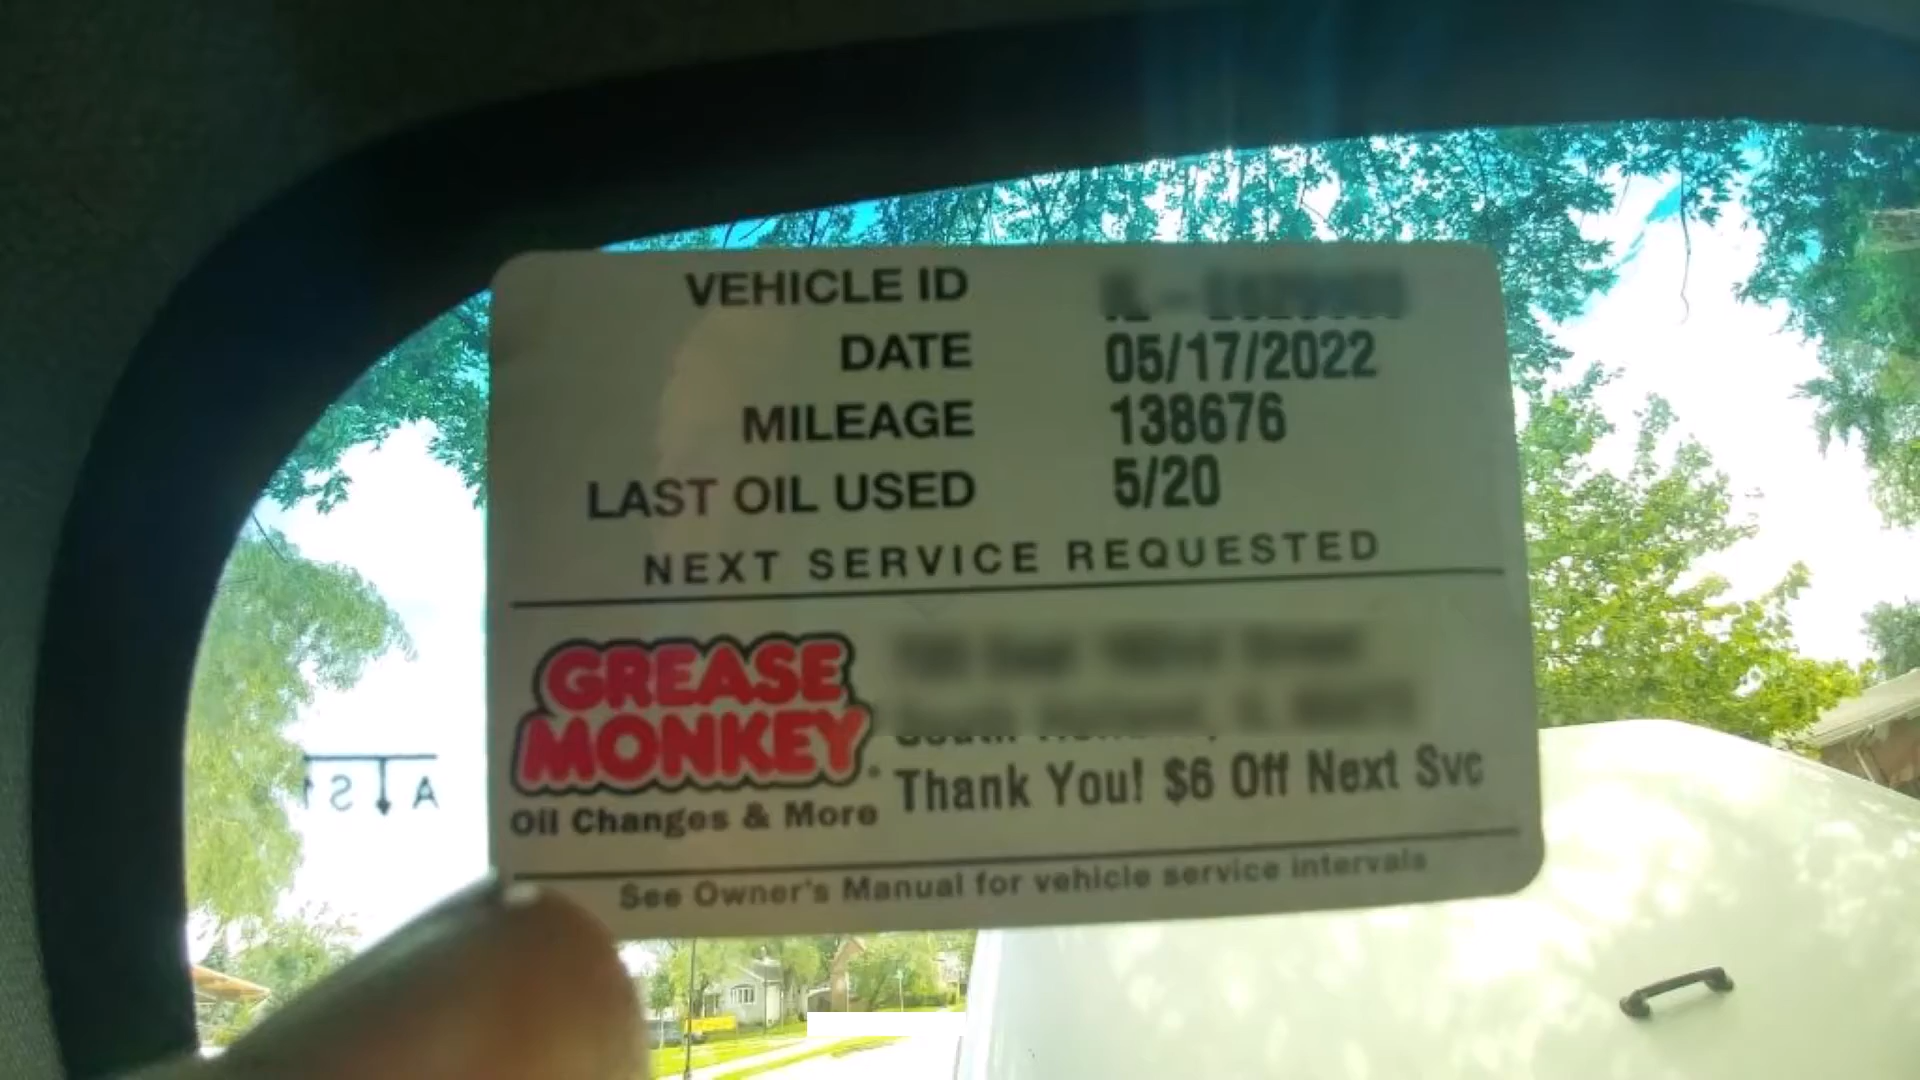 VEHICLE ID
DATE 05/17/2022
MILEAGE 138676
LAST OIL USED 5/20
NEXT SERVICE REQUESTED
GREASE
MONKEY
Oil Changes & More
Thank You! $6 Off Next Svc
See Owner's Manual for vehicle service intervals